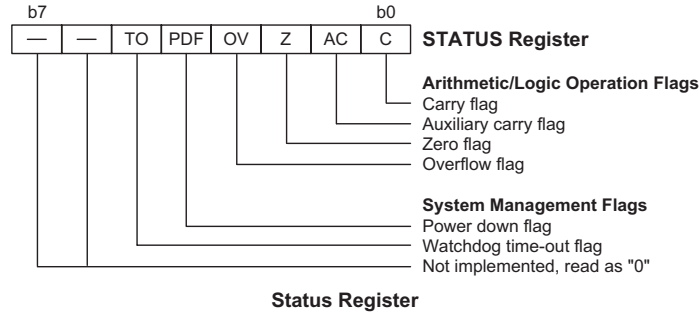 b7 b0
— — TO PDF OV Z AC C STATUS Register
Arithmetic/Logic Operation Flags
Carry flag
Auxiliary carry flag
Zero flag
Overflow flag
System Management Flags
Power down flag
Watchdog time-out flag
Not implemented, read as "0"
Status Register